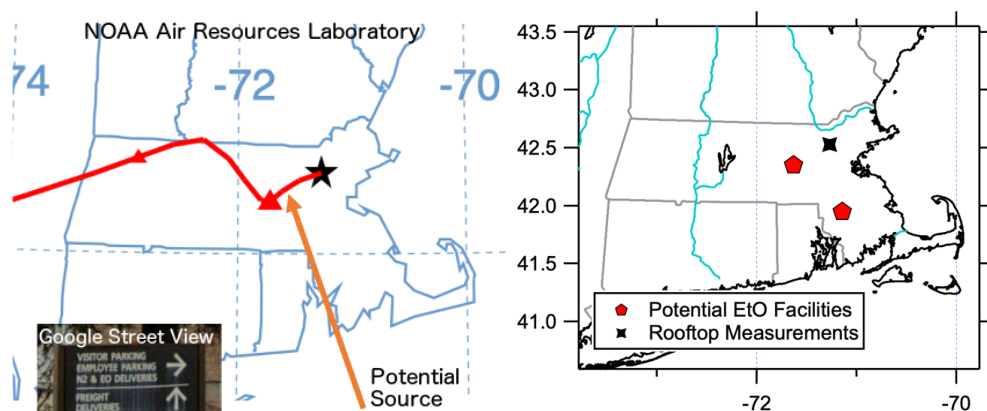 NOAA Air Resources Laboratory
74
-72
-70
Google Street View
VISITOR PARKING
EMPLOYEE PARKING
N2 & EO DELIVERIES
FREIGHT
DELIVERIES
Potential
Source
43.5
43.0
42.5
42.0
41.5
41.0
Potential EtO Facilities
Rooftop Measurements
-72
-70